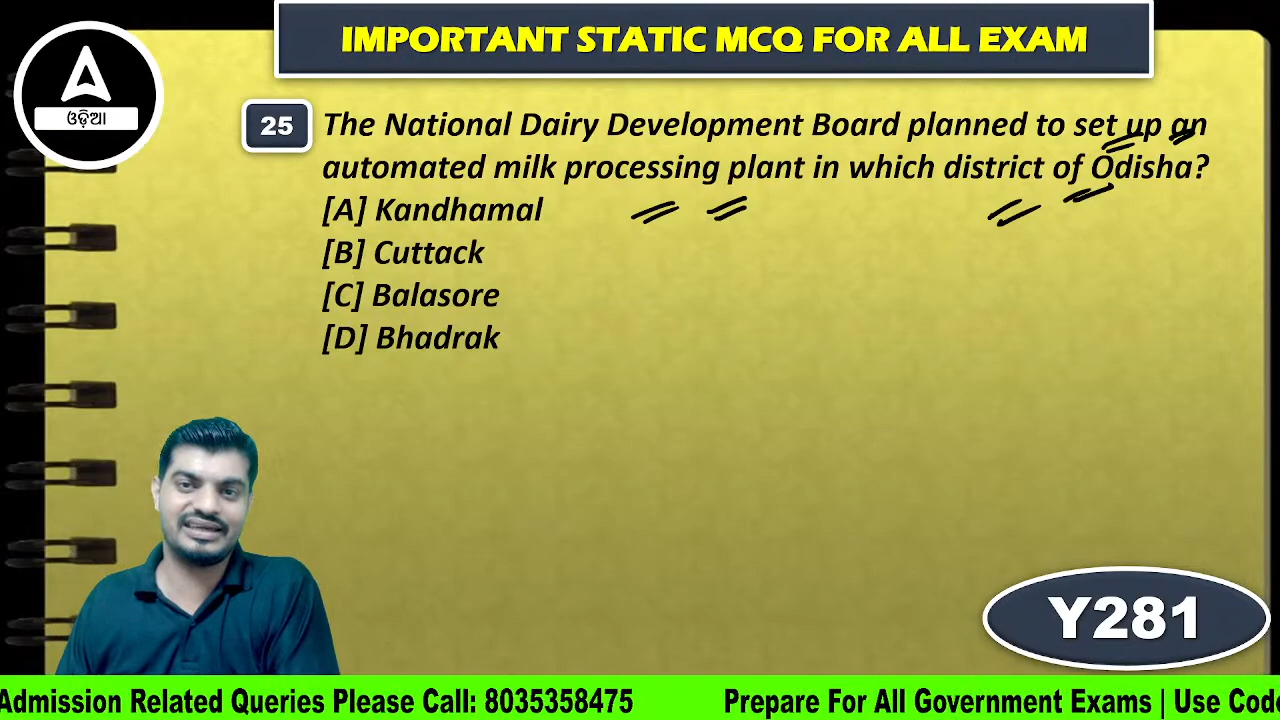 IMPORTANT STATIC MCQ FOR ALL EXAM
ଓଡ଼ିଆ
25 The National Dairy Development Board planned to set up an
automated milk processing plant in which district of Odisha?
[A] Kandhamal
[B] Cuttack
[C] Balasore
[D] Bhadrak
Y281
Admission Related Queries Please Call: 8035358475 Prepare For All Government Exams | Use Code